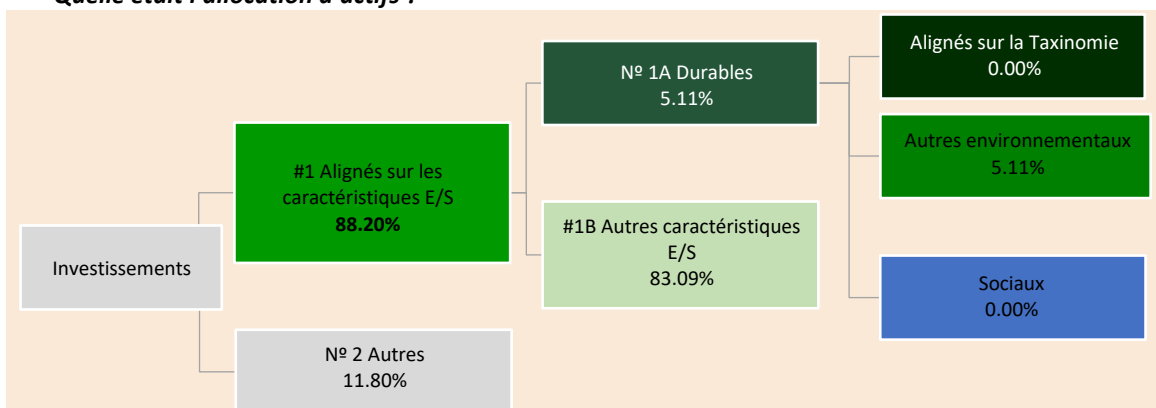 Quelle était l'allocation d'actifs ?
Investissements
#1 Alignés sur les
caractéristiques E/S
88.20%
Nº 2 Autres
11.80%
Nº 1A Durables
5.11%
#1B Autres caractéristiques
E/S
83.09%
Alignés sur la Taxinomie
0.00%
Autres environnementaux
5.11%
Sociaux
0.00%